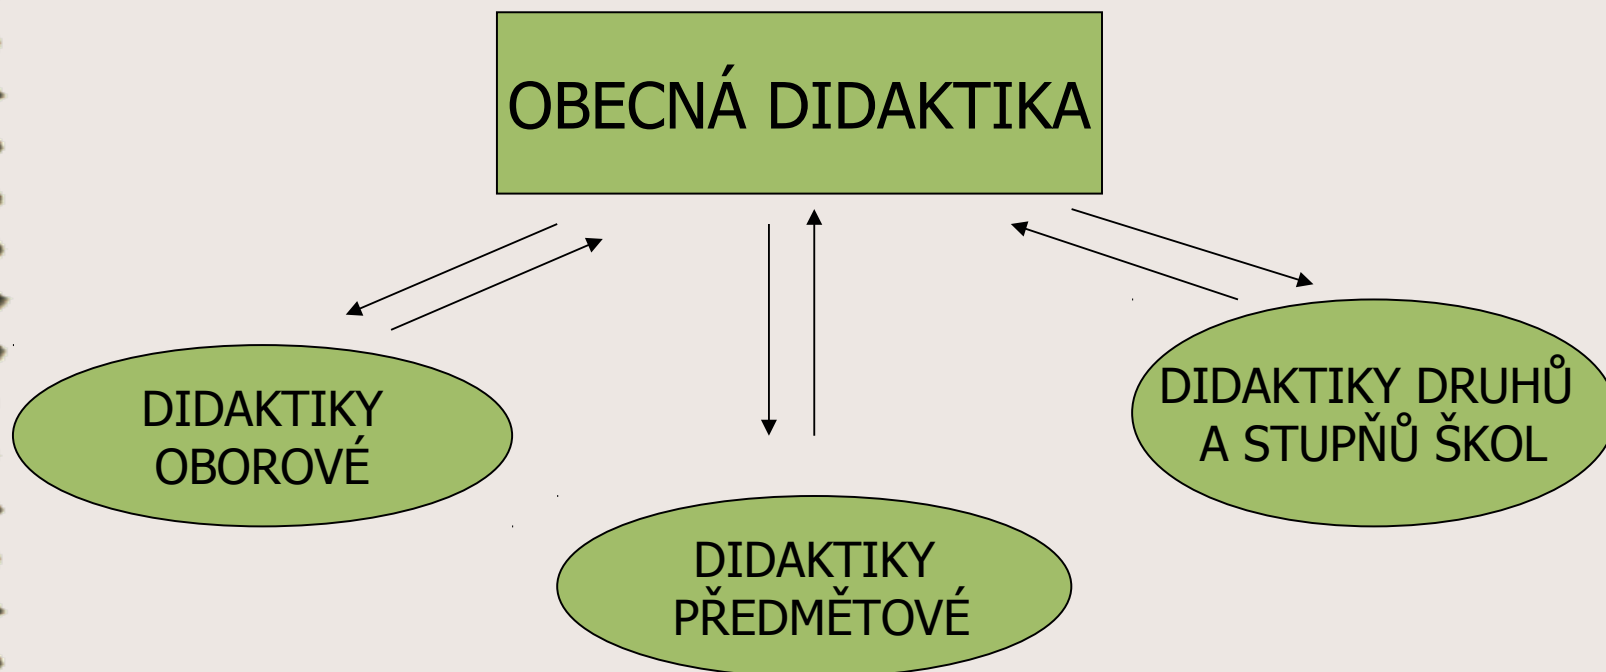 OBECNÁ DIDAKTIKA
DIDAKTIKY
OBOROVÉ
DIDAKTIKY
PŘEDMĚTOVÉ
DIDAKTIKY DRUHŮ
A STUPŇŮ ŠKOL